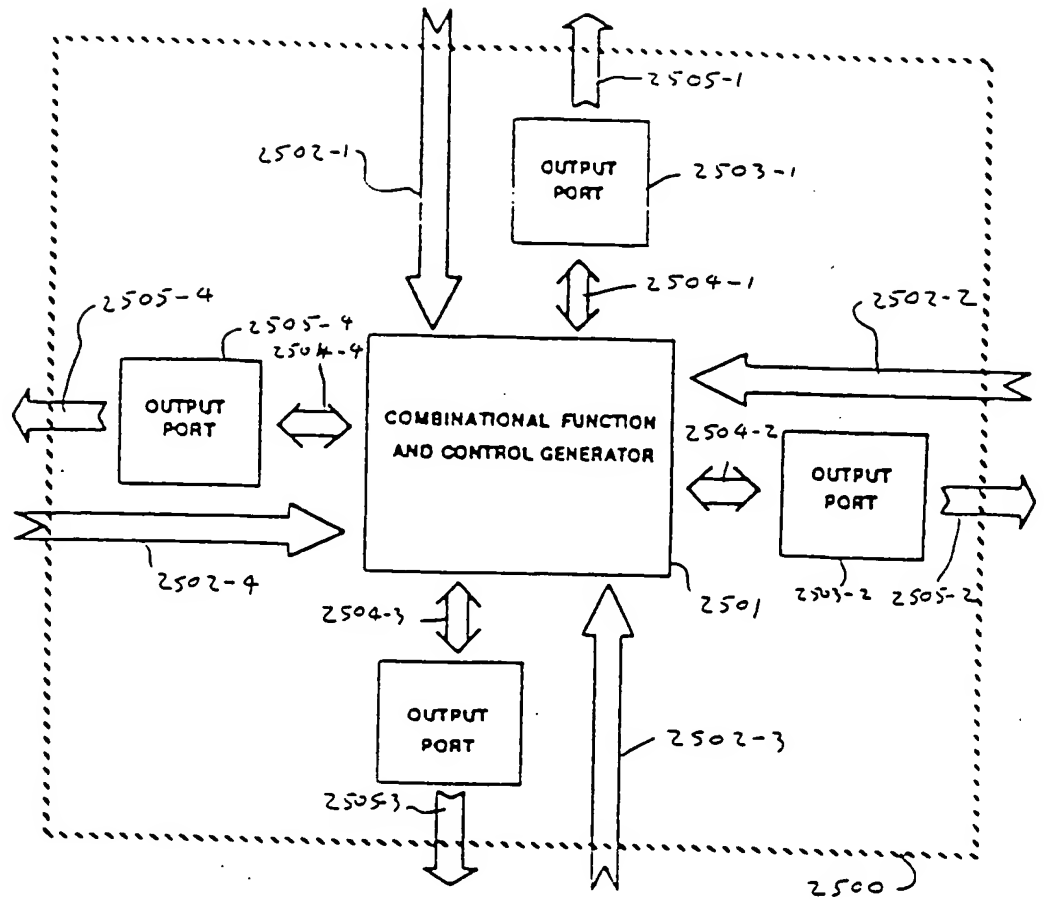 2505-1
2502-1
OUTPUT
PORT
2503-1
2504-1
2505-4
2505-4
2504-4
2502-2
OUTPUT
PORT
COMBINATIONAL FUNCTION
AND CONTROL GENERATOR
2504-2
OUTPUT
PORT
2502-4
2504-3
2501
2503-2
2505-2
OUTPUT
PORT
2502-3
2505-3
2500